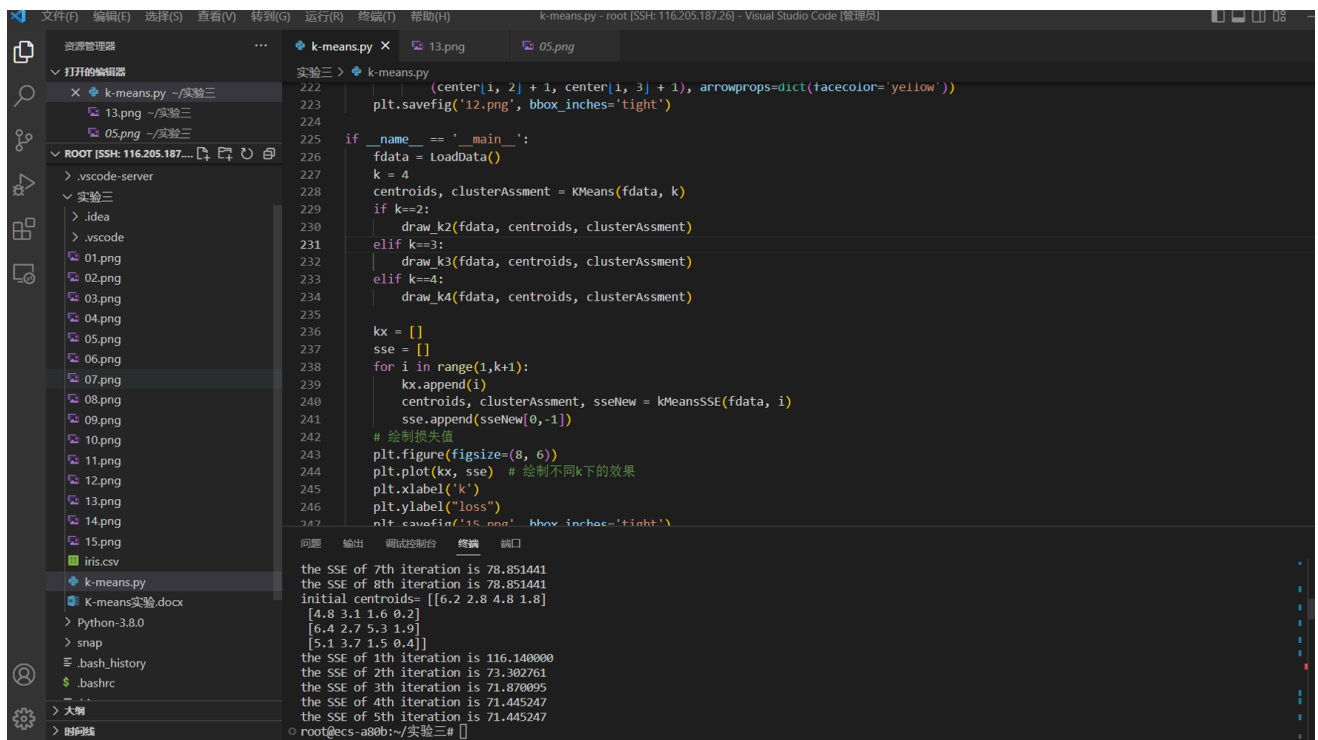 文件(F) 编辑(E) 选择(S) 查看(V) 转到(G) 运行(R) 终端(T) 帮助(H) k-means.py - root [SSH: 116.205.187.26] - Visual Studio Code [管理员]
资源管理器 ···
k-means.py 13.png 05.png
打开的编辑器
实验三 > k-means.py
k-means.py ~/实验三
13.png ~/实验三
05.png ~/实验三
ROOT [SSH: 116.205.187....
.vscode-server
实验三
.idea
.vscode
01.png
02.png
03.png
04.png
05.png
06.png
07.png
08.png
09.png
10.png
11.png
12.png
13.png
14.png
15.png
iris.csv
k-means.py
K-means实验.docx
Python-3.8.0
snap
.bash_history
$ .bashrc
大纲
时间线
222 (center[i, 2] + 1, center[i, 3] + 1), arrowprops=dict(facecolor='yellow'))
223 plt.savefig('12.png', bbox_inches='tight')
224
225 if __name__ == '__main__':
226 fdata = LoadData()
227 k = 4
228 centroids, clusterAssment = KMeans(fdata, k)
229 if k==2:
230 draw_k2(fdata, centroids, clusterAssment)
231 elif k==3:
232 draw_k3(fdata, centroids, clusterAssment)
233 elif k==4:
234 draw_k4(fdata, centroids, clusterAssment)
235
236 kx = []
237 sse = []
238 for i in range(1,k+1):
239 kx.append(i)
240 centroids, clusterAssment, sseNew = kMeansSSE(fdata, i)
241 sse.append(sseNew[0,-1])
242 # 绘制损失值
243 plt.figure(figsize=(8, 6))
244 plt.plot(kx, sse) # 绘制不同k下的效果
245 plt.xlabel('k')
246 plt.ylabel("loss")
247 plt.savefig('15.png', bbox_inches='tight')
问题 输出 调试控制台 终端 端口
the SSE of 7th iteration is 78.851441
the SSE of 8th iteration is 78.851441
initial centroids= [[6.2 2.8 4.8 1.8]
[4.8 3.1 1.6 0.2]
[6.4 2.7 5.3 1.9]
[5.1 3.7 1.5 0.4]]
the SSE of 1th iteration is 116.140000
the SSE of 2th iteration is 73.302761
the SSE of 3th iteration is 71.870095
the SSE of 4th iteration is 71.445247
the SSE of 5th iteration is 71.445247
root@ecs-a80b:~/实验三#